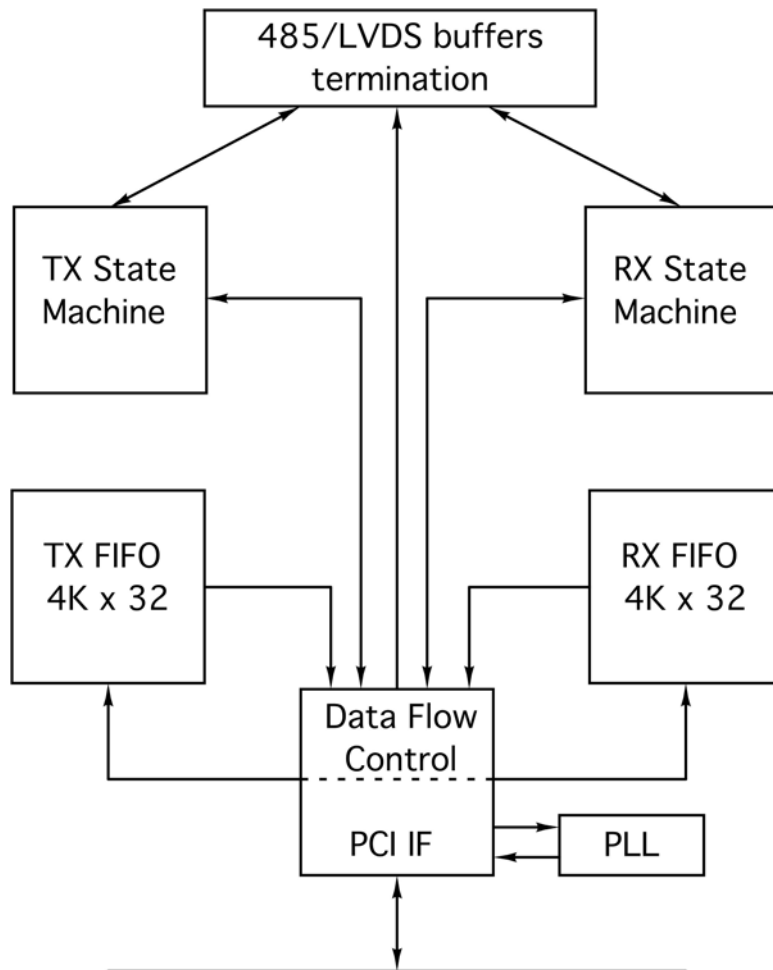 485/LVDS buffers
termination
TX State
Machine
RX State
Machine
TX FIFO
4K x 32
RX FIFO
4K x 32
Data Flow
Control
PCI IF
PLL